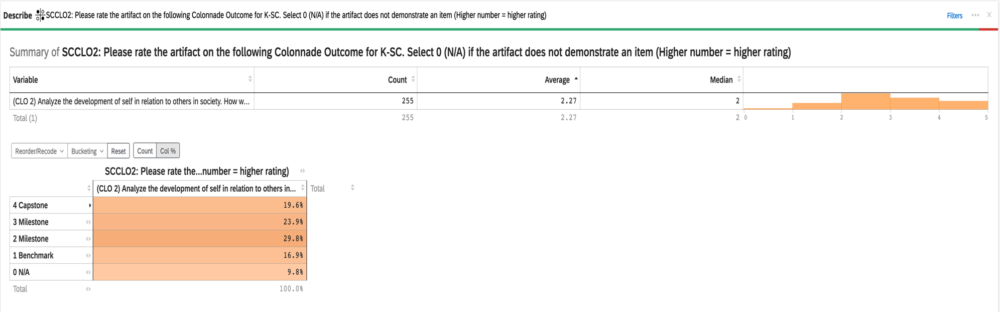 Describe SCCLO2: Please rate the artifact on the following Colonnade Outcome for K-SC. Select 0 (N/A) if the artifact does not demonstrate an item (Higher number = higher rating) Filters
Summary of SCCLO2: Please rate the artifact on the following Colonnade Outcome for K-SC. Select 0 (N/A) if the artifact does not demonstrate an item (Higher number = higher rating)
Variable Count Average Median
(CLO 2) Analyze the development of self in relation to others in society. How w... 255 2.27 2
Total (1) 255 2.27 2 0 1 2 3 4 5
Reorder/Recode Bucketing Reset Count Col %
SCCLO2: Please rate the...number = higher rating)
(CLO 2) Analyze the development of self in relation to others in... Total
4 Capstone 19.6%
3 Milestone 23.9%
2 Milestone 29.8%
1 Benchmark 16.9%
0 N/A 9.8%
Total 100.0%